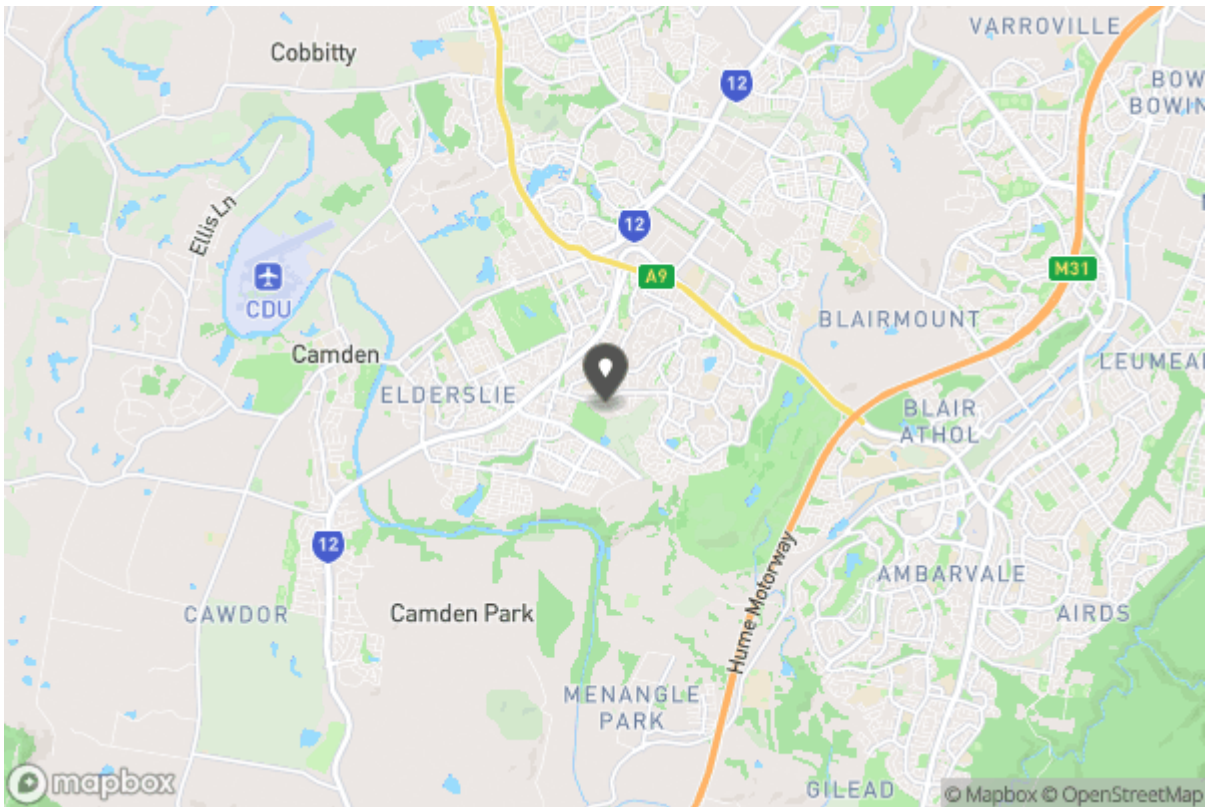 VARROVILLE
Cobbitty
12
BOW
BOWIN
Ellis Ln
12
A9
M31
CDU
BLAIRMOUNT
Camden
LEUMEAH
ELDERSLIE
BLAIR
ATHOL
12
Hume Motorway
AMBARVALE
CAWDOR
Camden Park
AIRDS
MENANGLE
PARK
GILEAD
mapbox
© Mapbox © OpenStreetMap